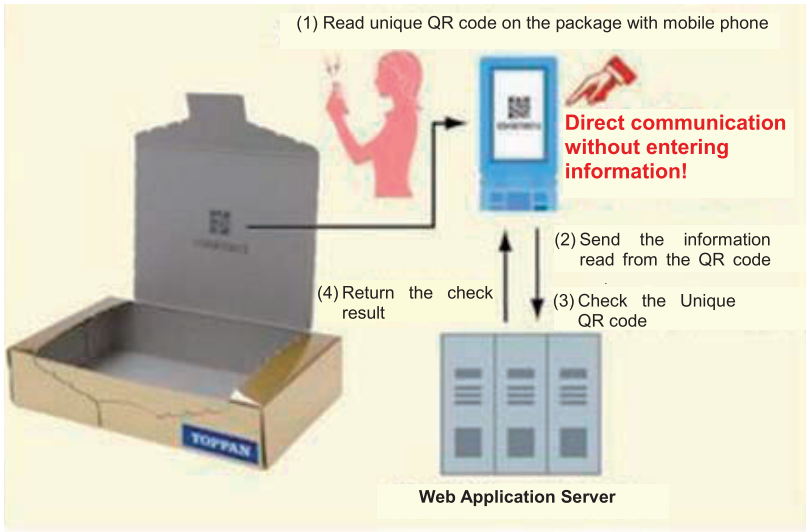 (1) Read unique QR code on the package with mobile phone
Direct communication
without entering
information!
(2) Send the information
read from the QR code
(4) Return the check
result
(3) Check the Unique
QR code
TOPPAN
Web Application Server